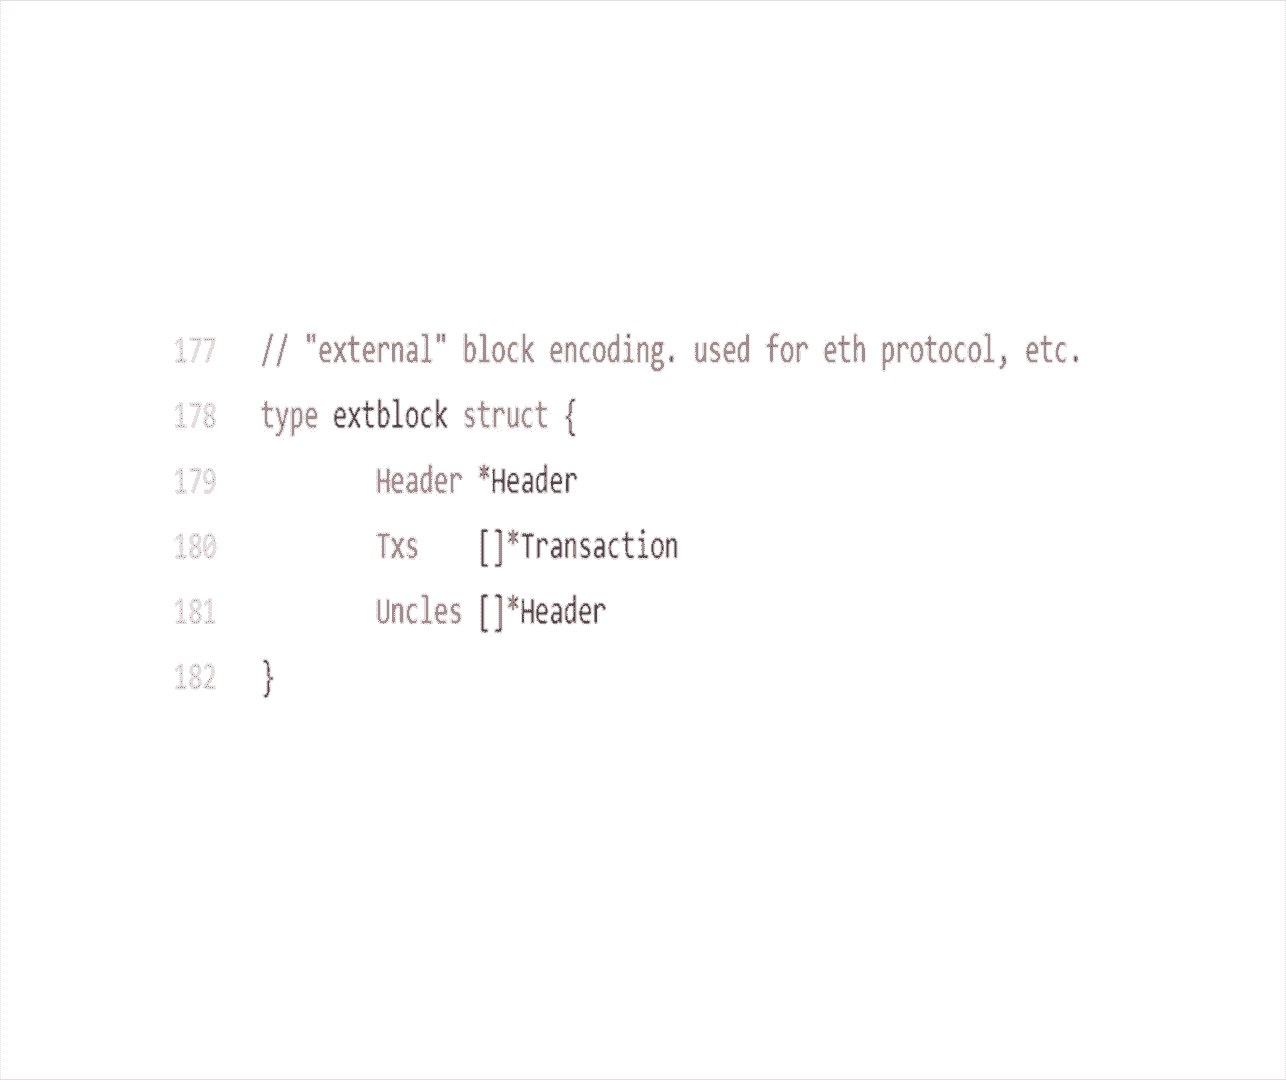 177 // "external" block encoding. used for eth protocol, etc.
178 type extblock struct {
179 Header *Header
180 Txs []*Transaction
181 Uncles []*Header
182 }